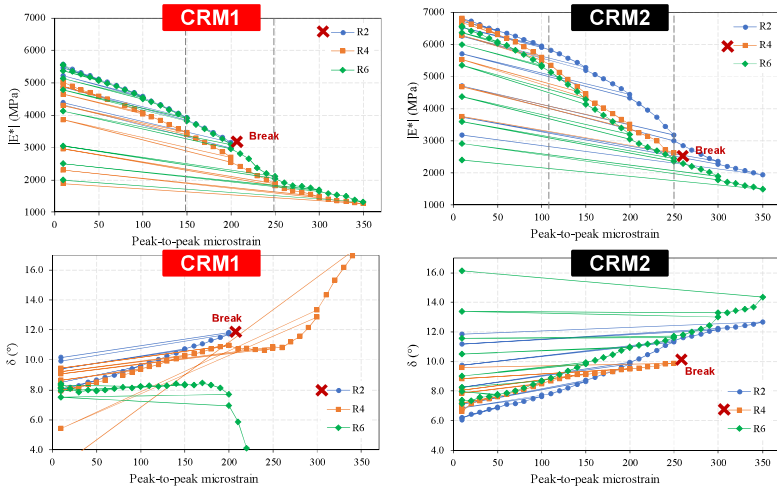 CRM1
7000
6000
5000
4000
3000
2000
1000
|E*| (MPa)
R2
R4
R6
Break
0 50 100 150 200 250 300 350
Peak-to-peak microstrain
CRM2
7000
6000
5000
4000
3000
2000
1000
|E*| (MPa)
R2
R4
R6
Break
0 50 100 150 200 250 300 350
Peak-to-peak microstrain
CRM1
16.0
14.0
12.0
10.0
8.0
6.0
4.0
δ (°)
Break
R2
R4
R6
0 50 100 150 200 250 300 350
Peak-to-peak microstrain
CRM2
16.0
14.0
12.0
10.0
8.0
6.0
4.0
δ (°)
Break
R2
R4
R6
0 50 100 150 200 250 300 350
Peak-to-peak microstrain